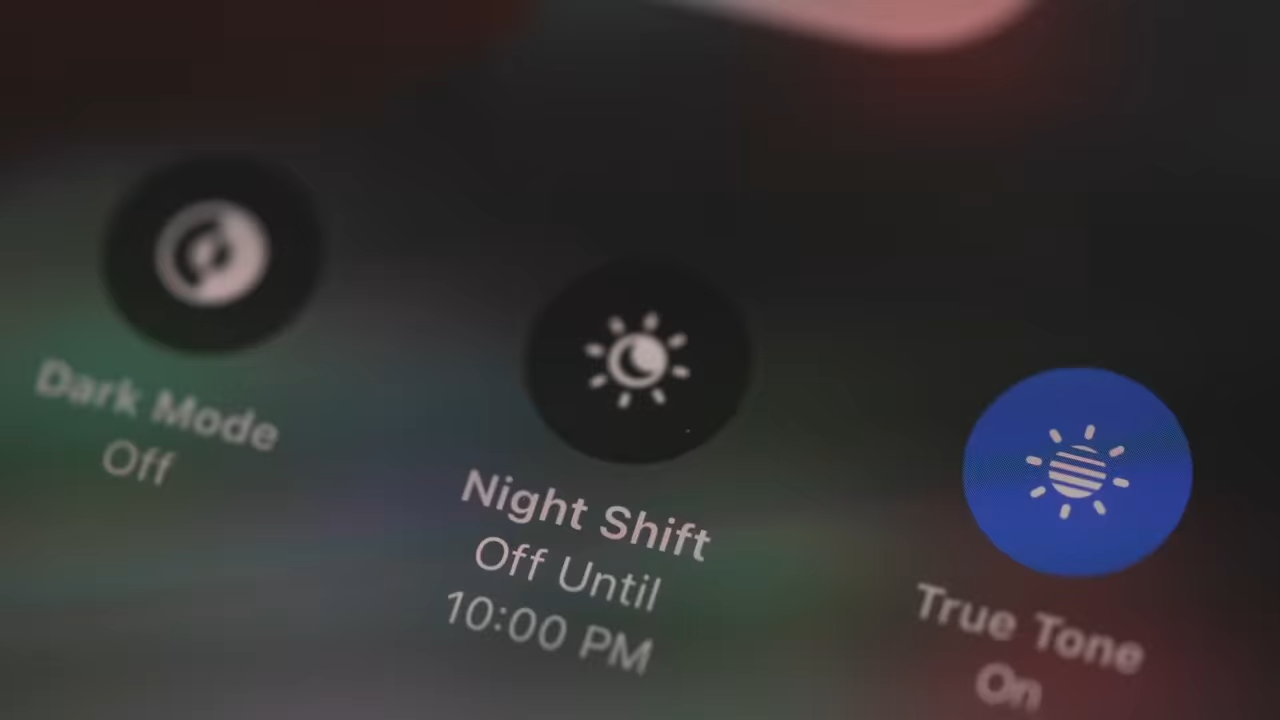 Dark Mode
Off
Night Shift
Off Until
10:00 PM
True Tone
On